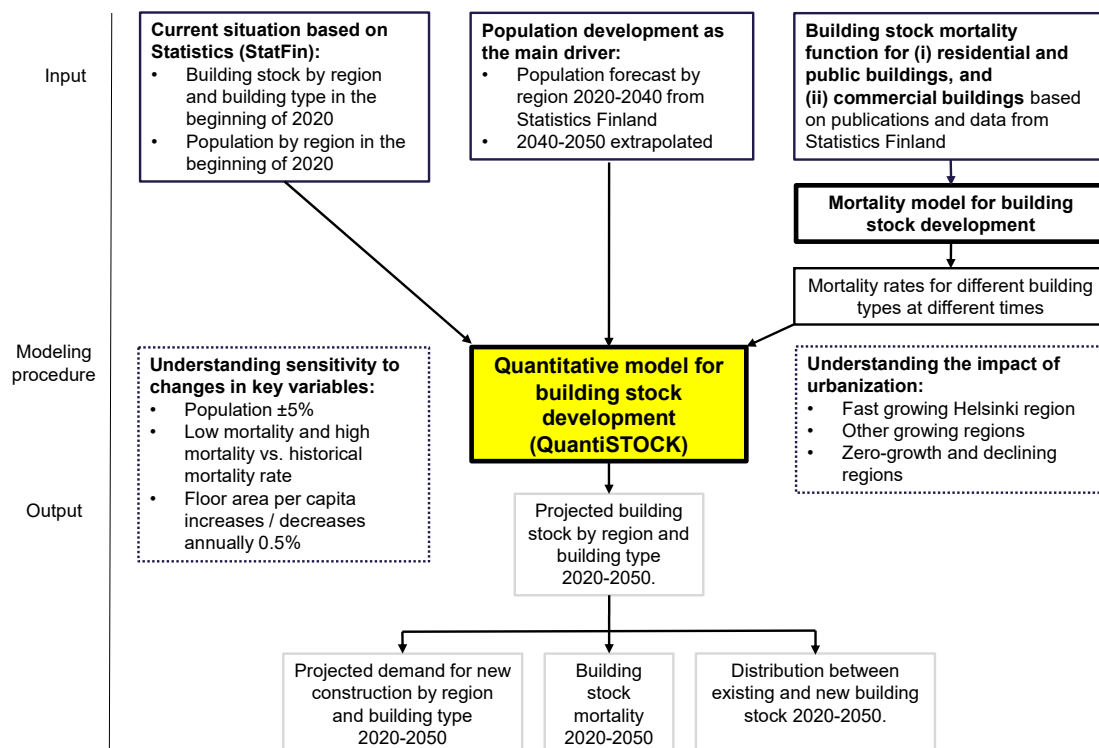 Input
Current situation based on
Statistics (StatFin):
• Building stock by region
and building type in the
beginning of 2020
• Population by region in the
beginning of 2020
Population development as
the main driver:
• Population forecast by
region 2020-2040 from
Statistics Finland
• 2040-2050 extrapolated
Building stock mortality
function for (i) residential and
public buildings, and
(ii) commercial buildings based
on publications and data from
Statistics Finland
Mortality model for building
stock development
Mortality rates for different building
types at different times
Modeling
procedure
Understanding sensitivity to
changes in key variables:
• Population ±5%
• Low mortality and high
mortality vs. historical
mortality rate
• Floor area per capita
increases / decreases
annually 0.5%
Quantitative model for
building stock
development
(QuantiSTOCK)
Understanding the impact of
urbanization:
• Fast growing Helsinki region
• Other growing regions
• Zero-growth and declining
regions
Output
Projected building
stock by region and
building type
2020-2050.
Projected demand for new
construction by region
and building type
2020-2050
Building
stock
mortality
2020-2050
Distribution between
existing and new building
stock 2020-2050.